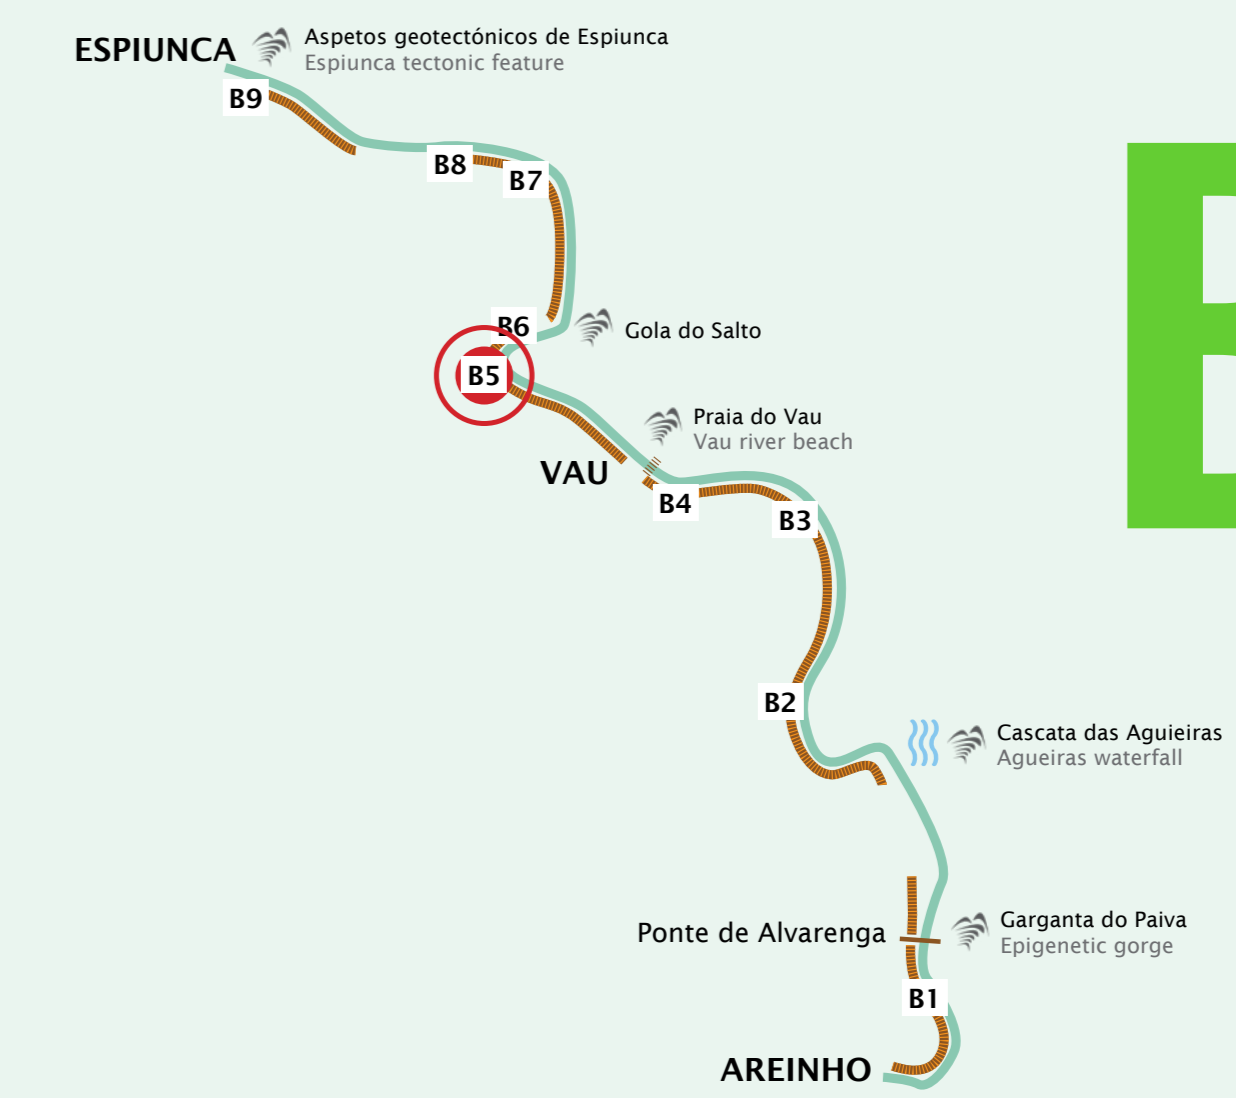 ESPIUNCA
Aspetos geotectónicos de Espiunca
Espiunca tectonic feature
B9
B8
B7
B6
Gola do Salto
B5
Praia do Vau
Vau river beach
VAU
B4
B3
B2
Cascata das Aguieiras
Agueiras waterfall
Ponte de Alvarenga
Garganta do Paiva
Epigenetic gorge
B1
AREINHO